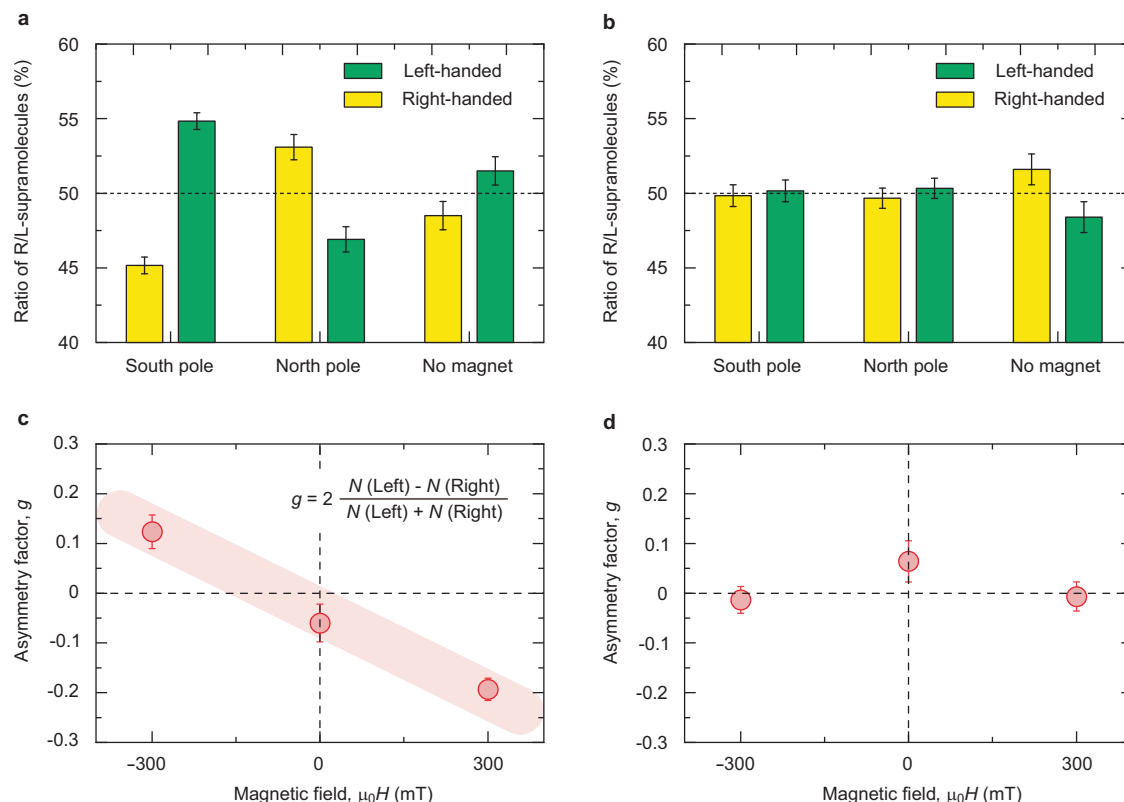 a
60
55
50
45
40
Ratio of R/L-supramolecules (%)
Left-handed
Right-handed
South pole
North pole
No magnet
b
60
55
50
45
40
Ratio of R/L-supramolecules (%)
Left-handed
Right-handed
South pole
North pole
No magnet
c
0.3
0.2
0.1
0
-0.1
-0.2
-0.3
Asymmetry factor, g
g = 2 N (Left) - N (Right)
N (Left) + N (Right)
−300
0
300
Magnetic field, μ₀H (mT)
d
0.3
0.2
0.1
0
-0.1
-0.2
-0.3
Asymmetry factor, g
−300
0
300
Magnetic field, μ₀H (mT)